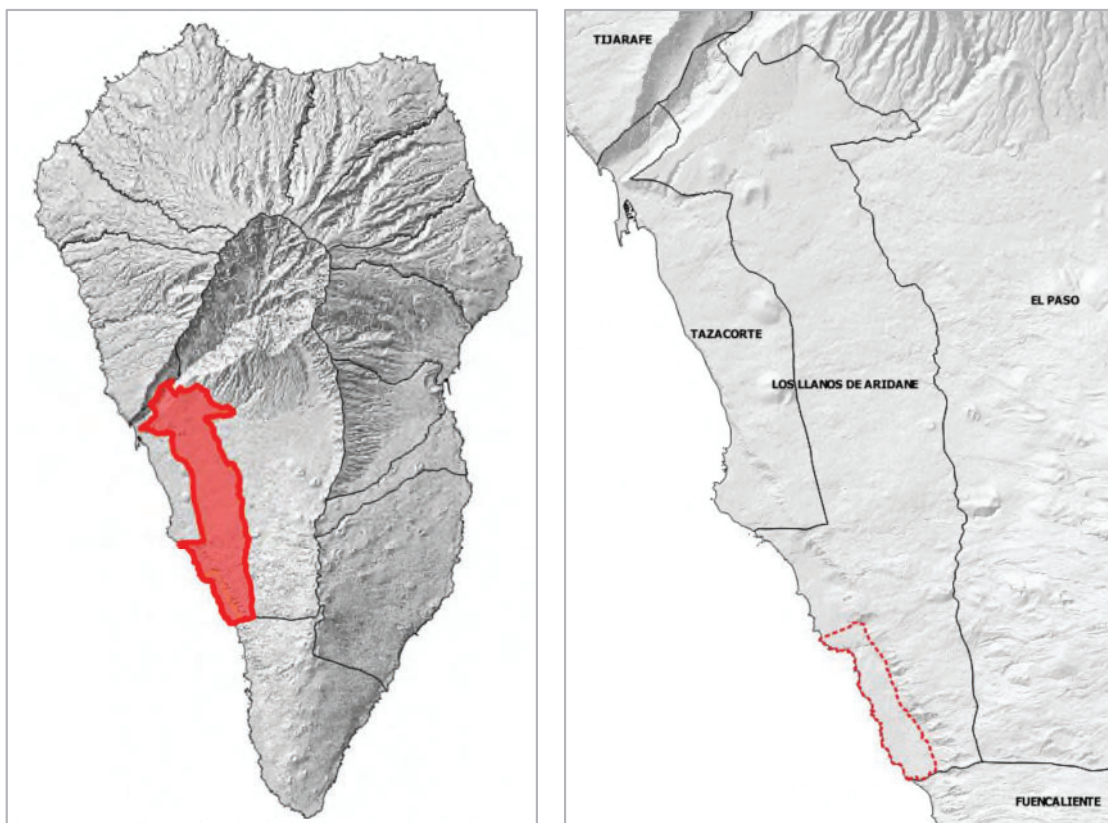 TIJARAFE
EL PASO
TAZACORTE
LOS LLANOS DE ARIDANE
FUENCALIENTE